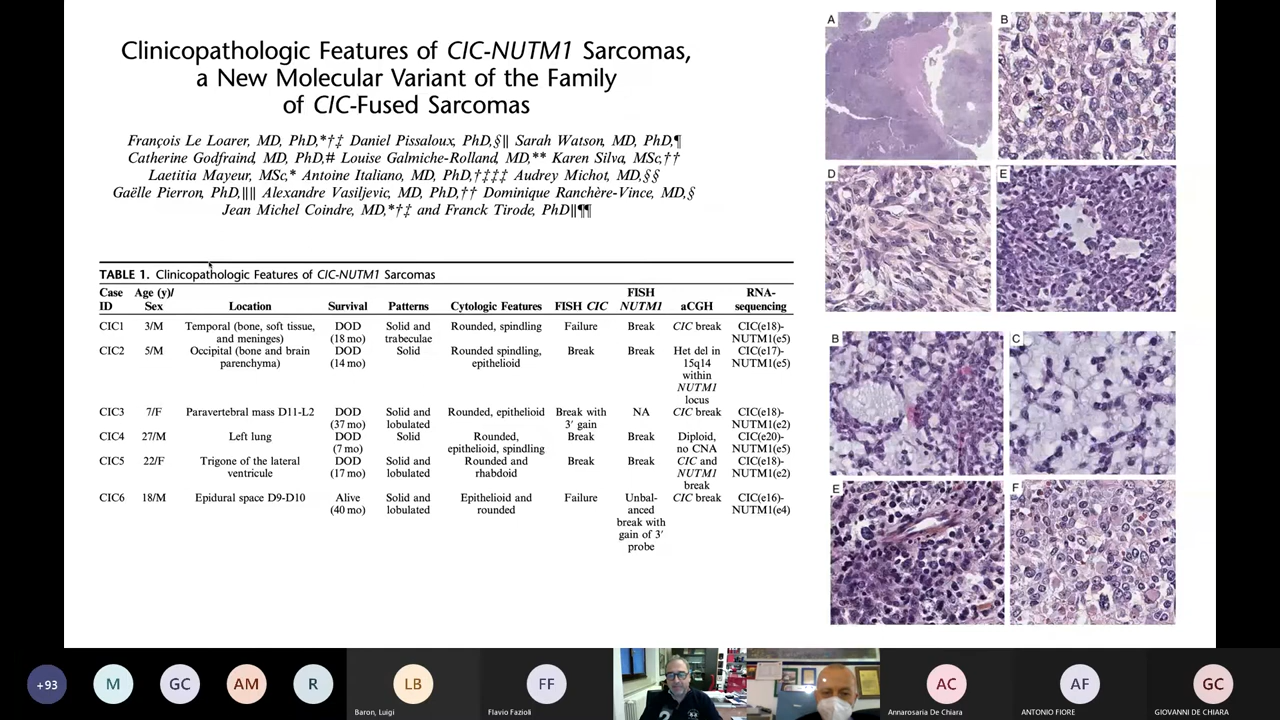 Clinicopathologic Features of CIC-NUTM1 Sarcomas,
a New Molecular Variant of the Family
of CIC-Fused Sarcomas
François Le Loarer, MD, PhD,*†‡ Daniel Pissaloux, PhD,§‖ Sarah Watson, MD, PhD,¶
Catherine Godfraind, MD, PhD,# Louise Galmiche-Rolland, MD,** Karen Silva, MSc,††
Laetitia Mayeur, MSc,* Antoine Italiano, MD, PhD,†‡‡‡ Audrey Michot, MD,§§
Gaëlle Pierron, PhD,‖‖ Alexandre Vasiljevic, MD, PhD,†† Dominique Ranchère-Vince, MD,§
Jean Michel Coindre, MD,*†‡ and Franck Tirode, PhD‖¶¶
TABLE 1. Clinicopathologic Features of CIC-NUTM1 Sarcomas
Case ID Age (y)/ Sex Location Survival Patterns Cytologic Features FISH CIC FISH NUTM1 aCGH RNA- sequencing
CIC1 3/M Temporal (bone, soft tissue, and meninges) DOD (18 mo) Solid and trabeculae Rounded, spindling Failure Break CIC break CIC(e18)- NUTM1(e5)
CIC2 5/M Occipital (bone and brain parenchyma) DOD (14 mo) Solid Rounded spindling, epithelioid Break Break Het del in 15q14 within NUTM1 locus CIC(e17)- NUTM1(e5)
CIC3 7/F Paravertebral mass D11-L2 DOD (37 mo) Solid and lobulated Rounded, epithelioid Break with 3′ gain NA CIC break CIC(e18)- NUTM1(e2)
CIC4 27/M Left lung DOD (7 mo) Solid Rounded, epithelioid, spindling Break Break Diploid, no CNA CIC(e20)- NUTM1(e5)
CIC5 22/F Trigone of the lateral ventricule DOD (17 mo) Solid and lobulated Rounded and rhabdoid Break Break CIC and NUTM1 break CIC(e18)- NUTM1(e2)
CIC6 18/M Epidural space D9-D10 Alive (40 mo) Solid and lobulated Epithelioid and rounded Failure Unbal- anced break with gain of 3′ probe CIC break CIC(e16)- NUTM1(e4)
A B
D E
B C
E F
+93 M GC AM R LB FF AC AF GC
Baron, Luigi Flavio Fazioli Annarosaria De Chiara ANTONIO FIORE GIOVANNI DE CHIARA